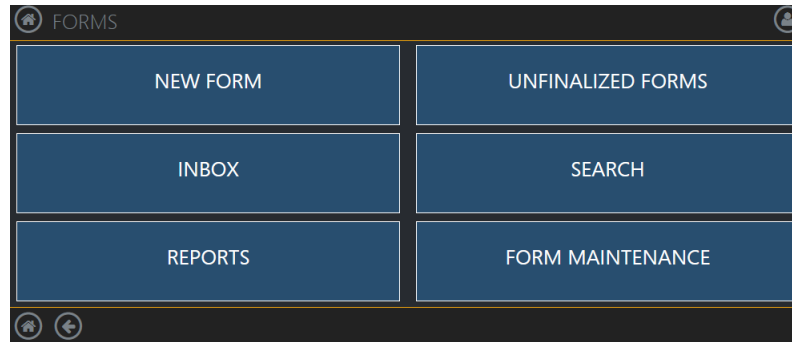 FORMS
NEW FORM
UNFINALIZED FORMS
INBOX
SEARCH
REPORTS
FORM MAINTENANCE